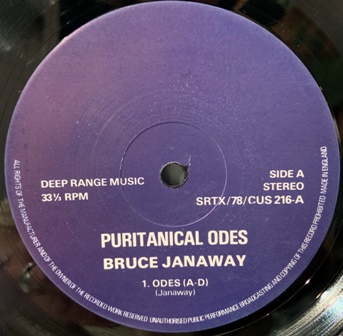 DEEP RANGE MUSIC
33⅓ RPM
SIDE A
STEREO
SRTX/78/CUS 216-A
PURITANICAL ODES
BRUCE JANAWAY
1. ODES (A-D)
(Janaway)
ALL RIGHTS OF THE MANUFACTURER AND OF THE OWNER OF THE RECORDED WORK RESERVED UNAUTHORISED PUBLIC PERFORMANCE BROADCASTING AND COPYING OF THIS RECORD PROHIBITED MADE IN ENGLAND